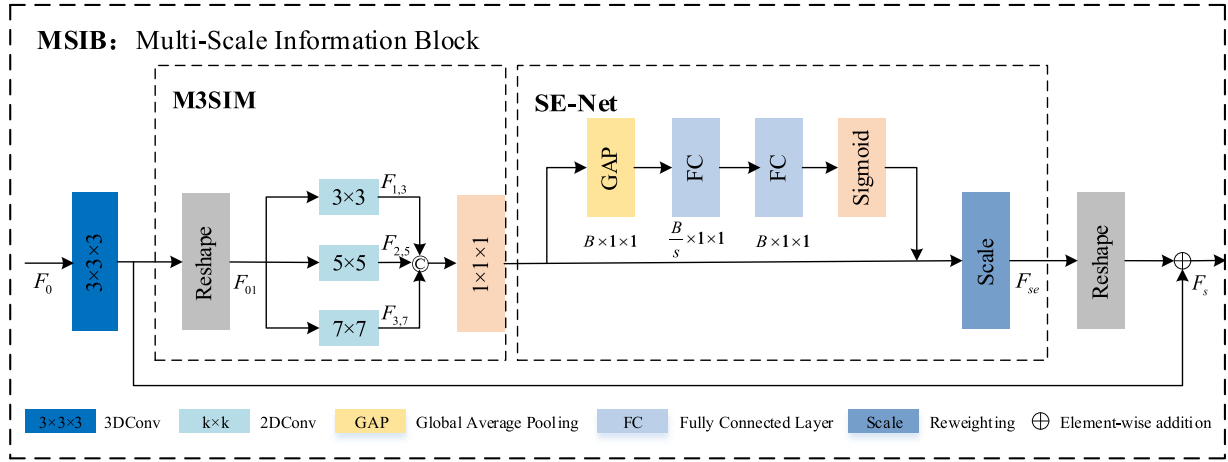 MSIB： Multi-Scale Information Block
M3SIM
SE-Net
F₀
3×3×3
Reshape
F₀₁
3×3
F₁,₃
5×5
F₂,₅
7×7
F₃,₇
©
1×1×1
GAP
B×1×1
FC
B/s ×1×1
FC
B×1×1
Sigmoid
Scale
F_se
Reshape
F_s
3×3×3 3DConv k×k 2DConv GAP Global Average Pooling FC Fully Connected Layer Scale Reweighting ⊕ Element-wise addition